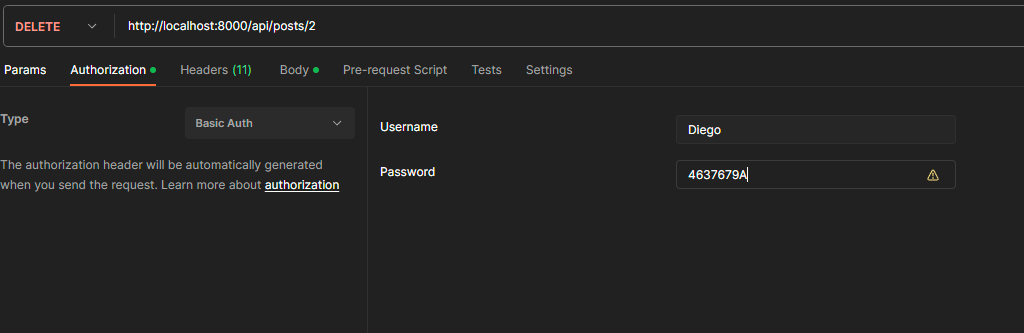 DELETE http://localhost:8000/api/posts/2
Params Authorization Headers (11) Body Pre-request Script Tests Settings
Type Basic Auth
The authorization header will be automatically generated
when you send the request. Learn more about authorization
Username Diego
Password 4637679A